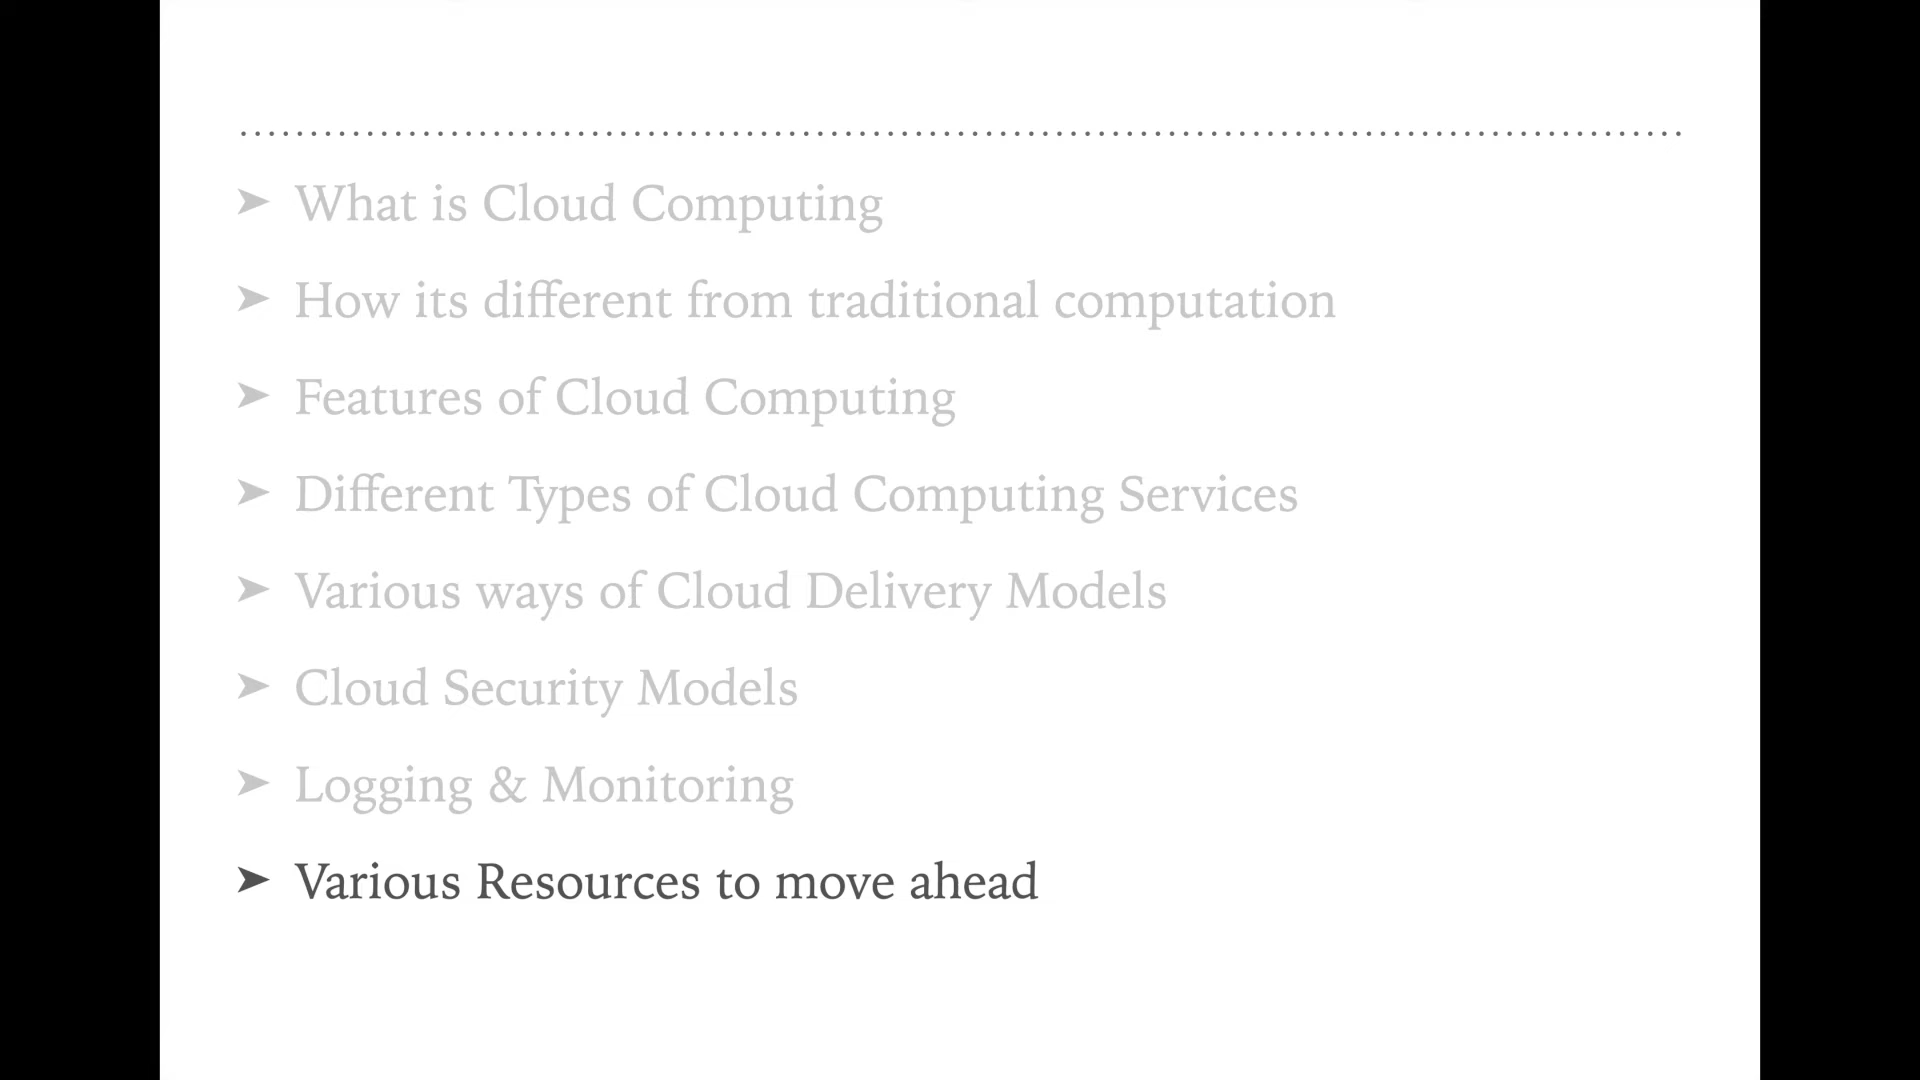 ➤ What is Cloud Computing
➤ How its different from traditional computation
➤ Features of Cloud Computing
➤ Different Types of Cloud Computing Services
➤ Various ways of Cloud Delivery Models
➤ Cloud Security Models
➤ Logging & Monitoring
➤ Various Resources to move ahead